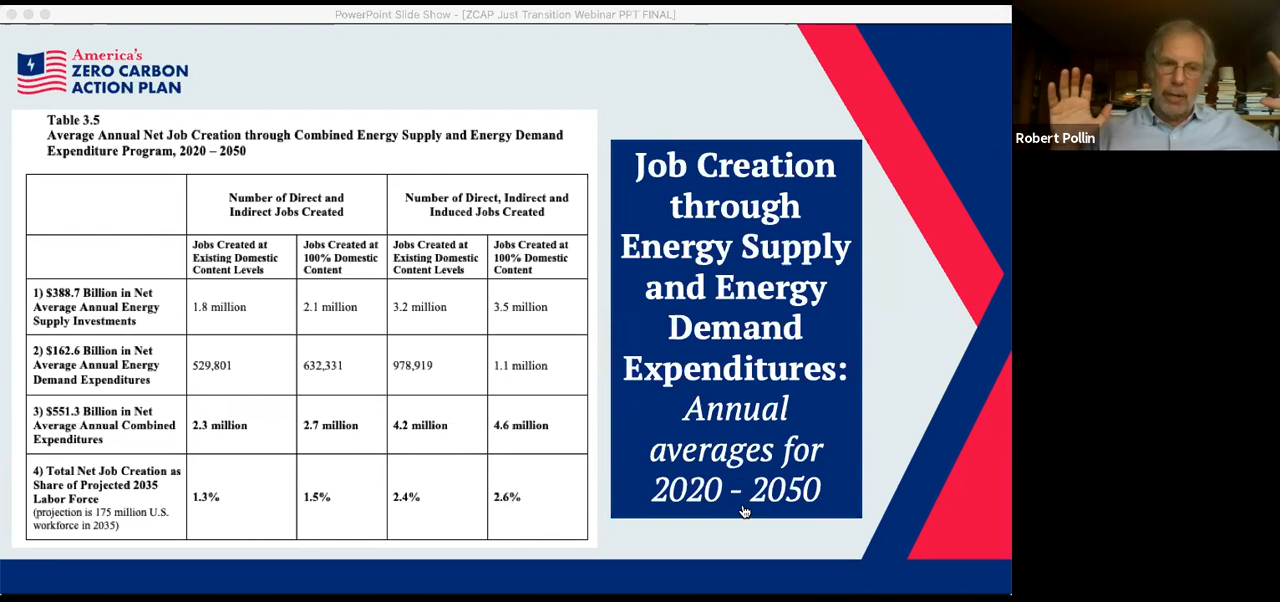 PowerPoint Slide Show - [ZCAP Just Transition Webinar PPT FINAL]
America's
ZERO CARBON
ACTION PLAN
Table 3.5
Average Annual Net Job Creation through Combined Energy Supply and Energy Demand
Expenditure Program, 2020 – 2050
Number of Direct and
Indirect Jobs Created
Number of Direct, Indirect and
Induced Jobs Created
Jobs Created at
Existing Domestic
Content Levels
Jobs Created at
100% Domestic
Content
Jobs Created at
Existing Domestic
Content Levels
Jobs Created at
100% Domestic
Content
1) $388.7 Billion in Net
Average Annual Energy
Supply Investments
1.8 million
2.1 million
3.2 million
3.5 million
2) $162.6 Billion in Net
Average Annual Energy
Demand Expenditures
529,801
632,331
978,919
1.1 million
3) $551.3 Billion in Net
Average Annual Combined
Expenditures
2.3 million
2.7 million
4.2 million
4.6 million
4) Total Net Job Creation as
Share of Projected 2035
Labor Force
(projection is 175 million U.S.
workforce in 2035)
1.3%
1.5%
2.4%
2.6%
Job Creation
through
Energy Supply
and Energy
Demand
Expenditures:
Annual
averages for
2020 - 2050
Robert Pollin